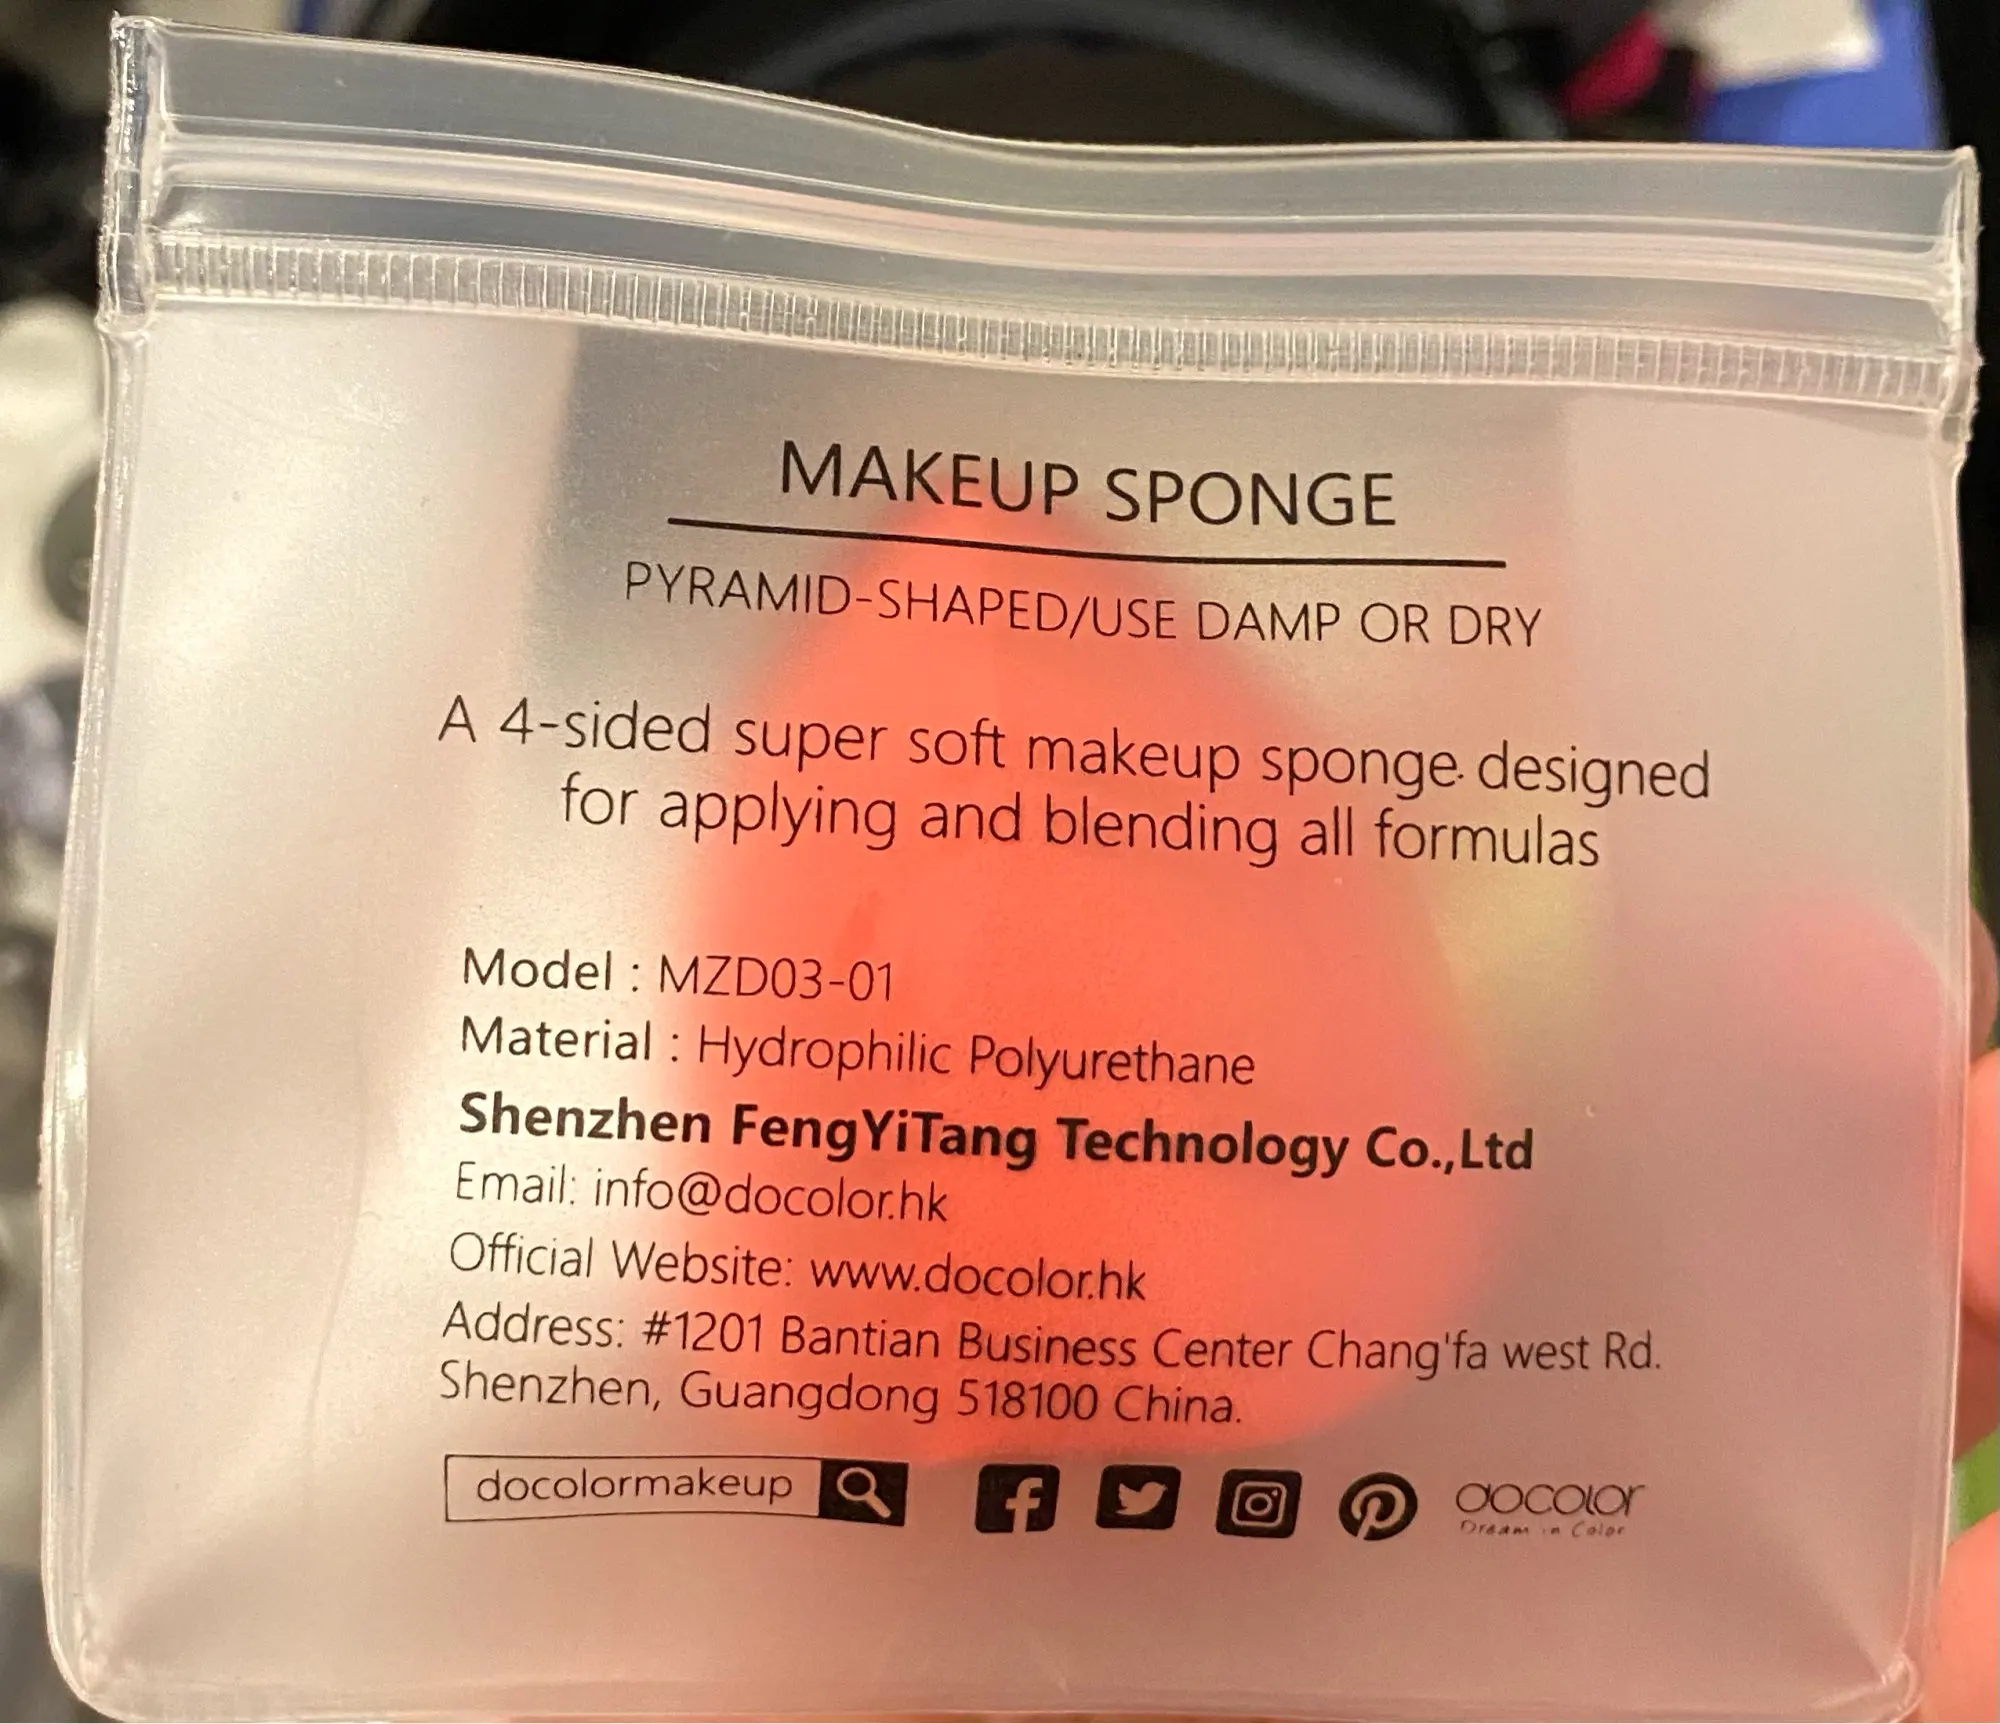 MAKEUP SPONGE
PYRAMID-SHAPED/USE DAMP OR DRY
A 4-sided super soft makeup sponge designed
for applying and blending all formulas
Model : MZD03-01
Material : Hydrophilic Polyurethane
Shenzhen FengYiTang Technology Co.,Ltd
Email: info@docolor.hk
Official Website: www.docolor.hk
Address: #1201 Bantian Business Center Chang'fa west Rd.
Shenzhen, Guangdong 518100 China.
docolormakeup
DOCOLOR
Dream in Color